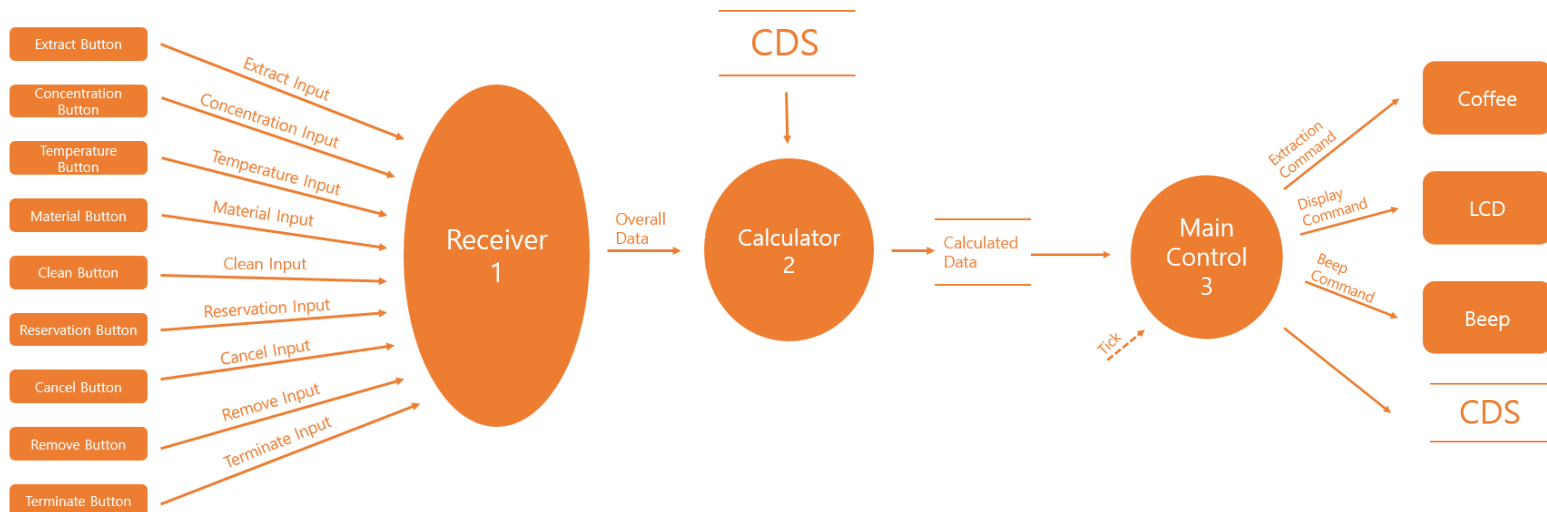 Extract Button
Concentration
Button
Temperature
Button
Material Button
Clean Button
Reservation Button
Cancel Button
Remove Button
Terminate Button
Extract Input
Concentration Input
Temperature Input
Material Input
Clean Input
Reservation Input
Cancel Input
Remove Input
Terminate Input
Receiver
1
Overall
Data
CDS
Calculator
2
Calculated
Data
Tick
Main
Control
3
Extraction
Command
Display
Command
Beep
Command
Coffee
LCD
Beep
CDS